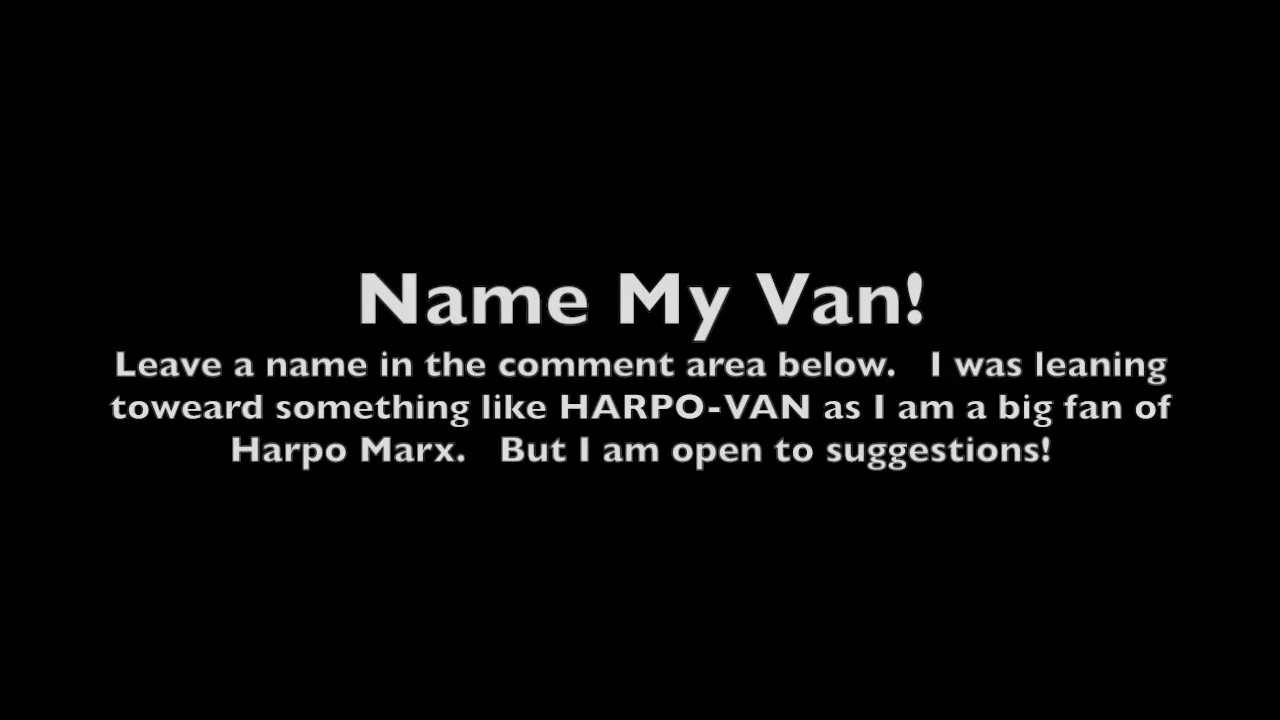 Name My Van!
Leave a name in the comment area below.   I was leaning
toweard something like HARPO-VAN as I am a big fan of
Harpo Marx.   But I am open to suggestions!